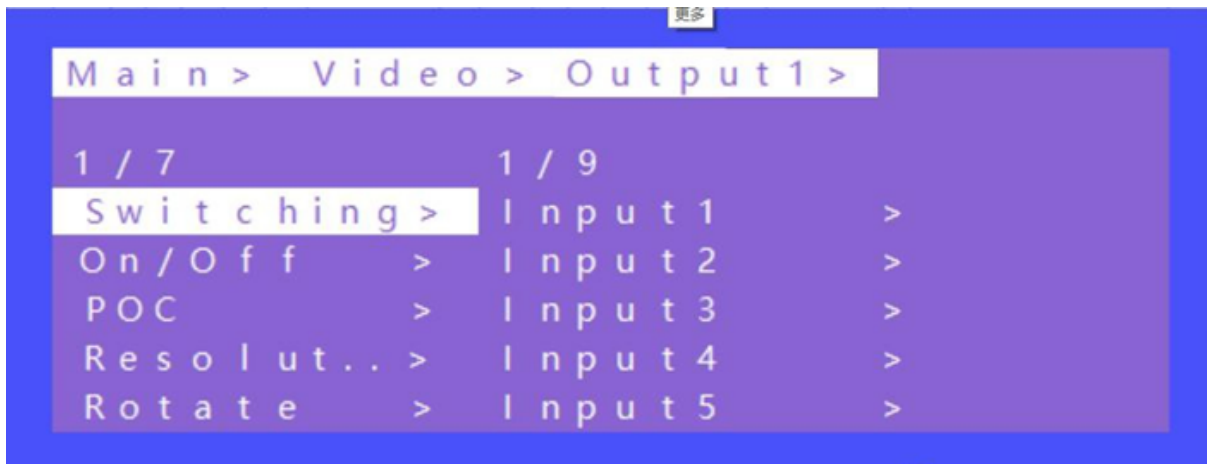 更多
Main> Video> Output1>
1/7 1/9
Switching> Input1 >
On/Off > Input2 >
POC > Input3 >
Resolut..> Input4 >
Rotate > Input5 >